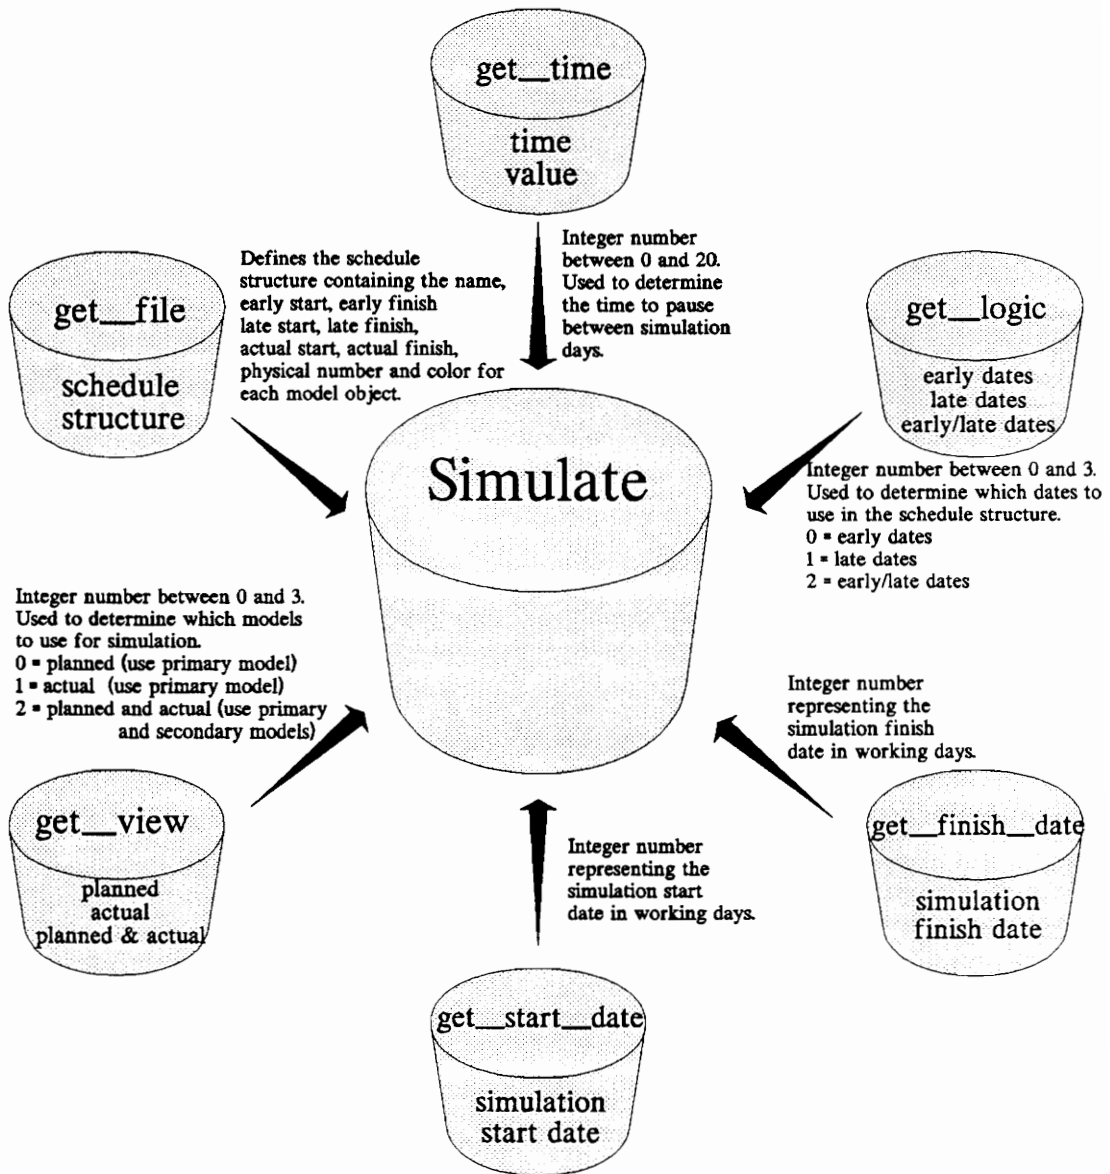 get__time
time
value
Integer number
between 0 and 20.
Used to determine
the time to pause
between simulation
days.
Defines the schedule
structure containing the name,
early start, early finish
late start, late finish,
actual start, actual finish,
physical number and color for
each model object.
get__file
schedule
structure
get__logic
early dates
late dates
early/late dates
Integer number between 0 and 3.
Used to determine which dates to
use in the schedule structure.
0 = early dates
1 = late dates
2 = early/late dates
Simulate
Integer number between 0 and 3.
Used to determine which models
to use for simulation.
0 = planned (use primary model)
1 = actual (use primary model)
2 = planned and actual (use primary
and secondary models)
get__view
planned
actual
planned & actual
Integer number
representing the
simulation finish
date in working days.
get__finish__date
simulation
finish date
Integer number
representing the
simulation start
date in working days.
get__start__date
simulation
start date